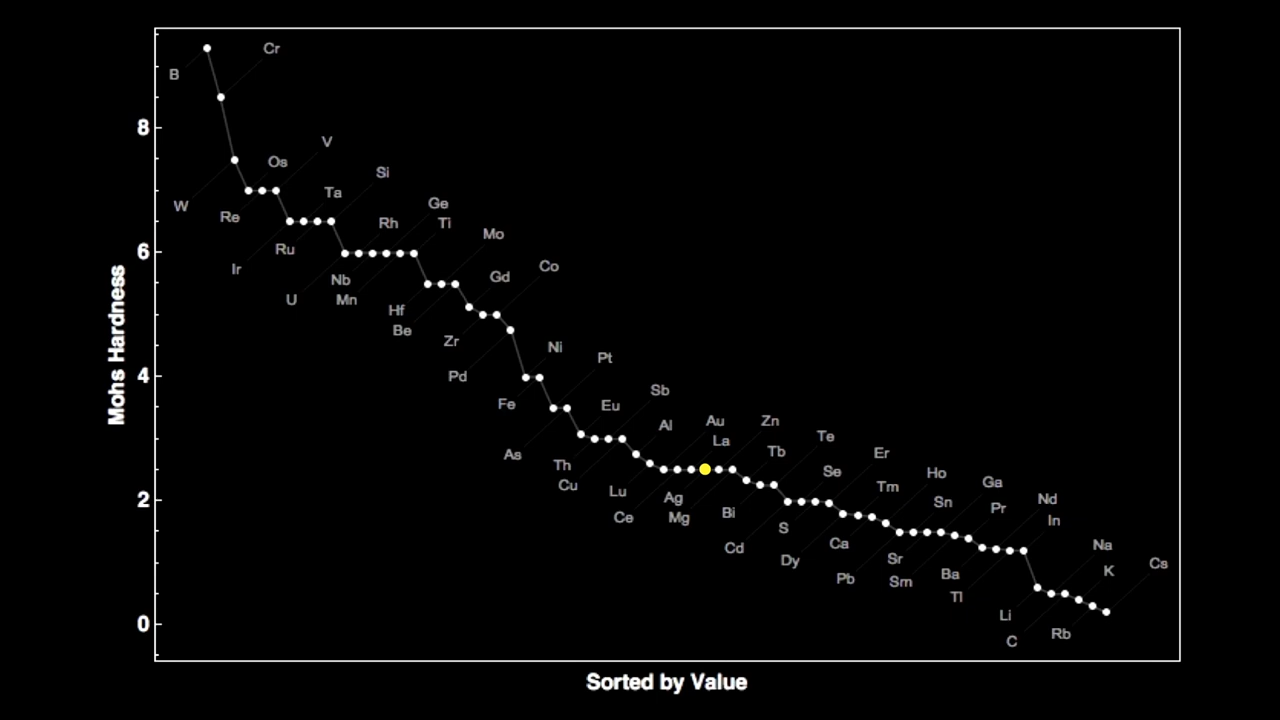 B
Cr
W
Re
Os
V
Ir
Ru
Ta
Si
U
Nb
Mn
Rh
Ge
Ti
Hf
Be
Mo
Zr
Gd
Co
Pd
Fe
Ni
As
Pt
Th
Cu
Eu
Sb
Lu
Al
Ce
Ag
Mg
Au
La
Zn
Bi
Tb
Te
Cd
S
Se
Er
Dy
Ca
Tm
Pb
Sr
Sm
Ho
Sn
Ga
Ba
Tl
Pr
Nd
In
Li
C
Na
K
Rb
Cs
8
6
4
2
0
Mohs Hardness
Sorted by Value